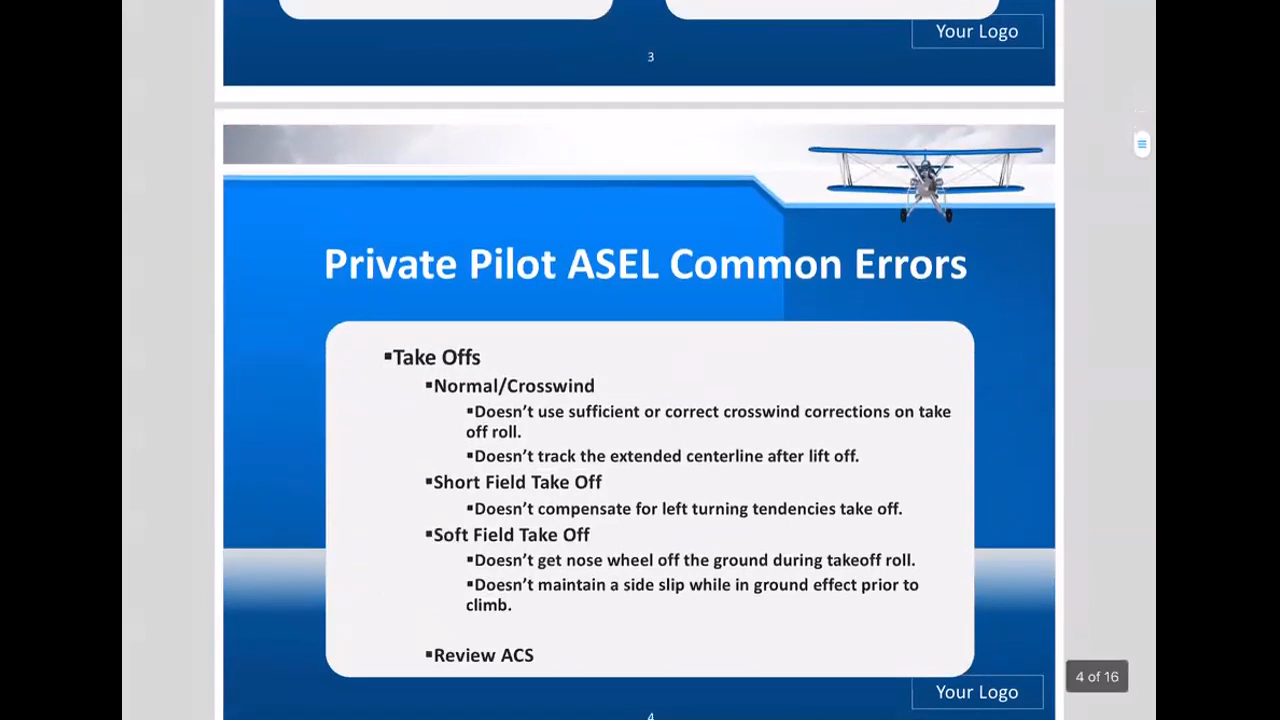 Your Logo
3
Private Pilot ASEL Common Errors
▪Take Offs
▪Normal/Crosswind
▪Doesn’t use sufficient or correct crosswind corrections on take
off roll.
▪Doesn’t track the extended centerline after lift off.
▪Short Field Take Off
▪Doesn’t compensate for left turning tendencies take off.
▪Soft Field Take Off
▪Doesn’t get nose wheel off the ground during takeoff roll.
▪Doesn’t maintain a side slip while in ground effect prior to
climb.
▪Review ACS
4 of 16
Your Logo
4